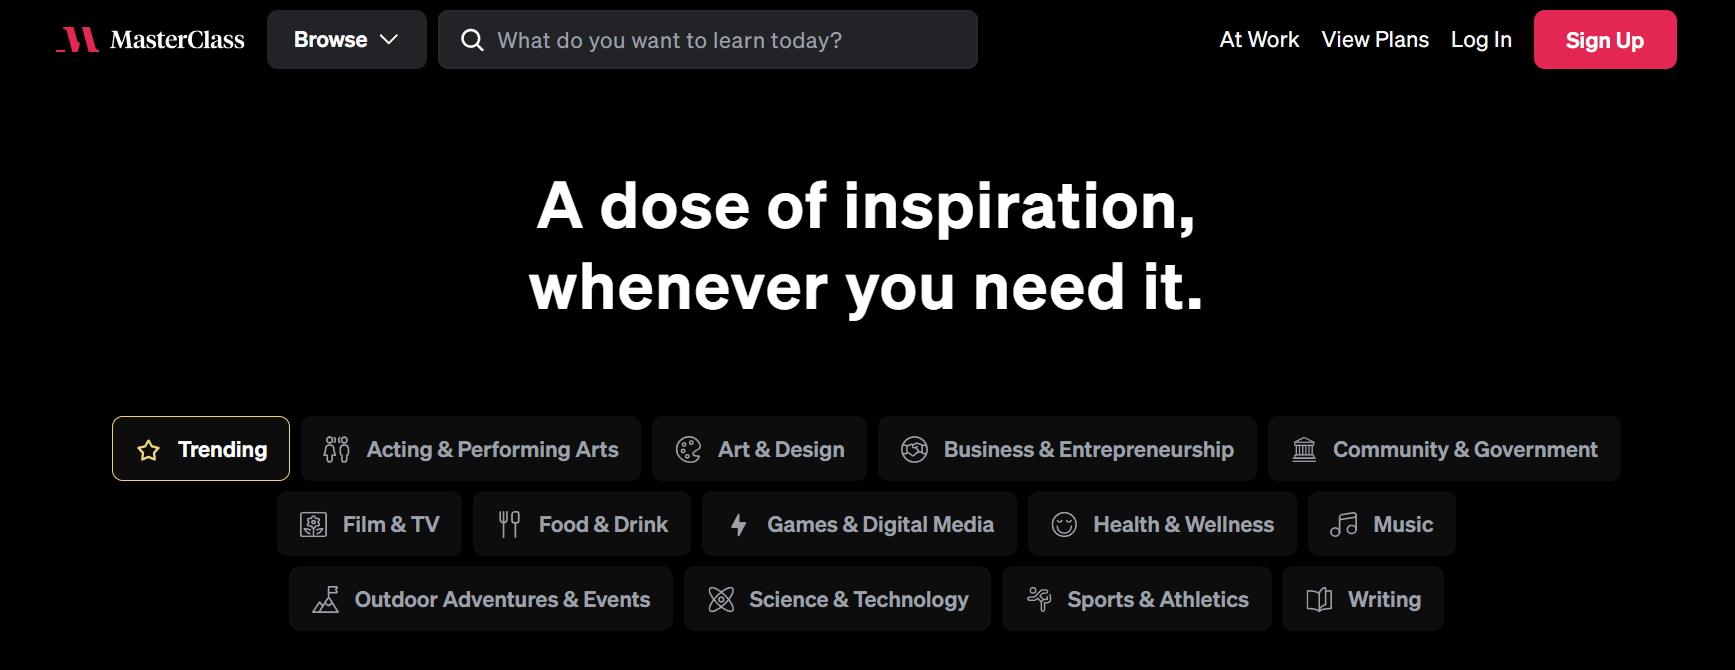 MasterClass Browse What do you want to learn today? At Work View Plans Log In Sign Up
A dose of inspiration,
whenever you need it.
Trending Acting & Performing Arts Art & Design Business & Entrepreneurship Community & Government
Film & TV Food & Drink Games & Digital Media Health & Wellness Music
Outdoor Adventures & Events Science & Technology Sports & Athletics Writing